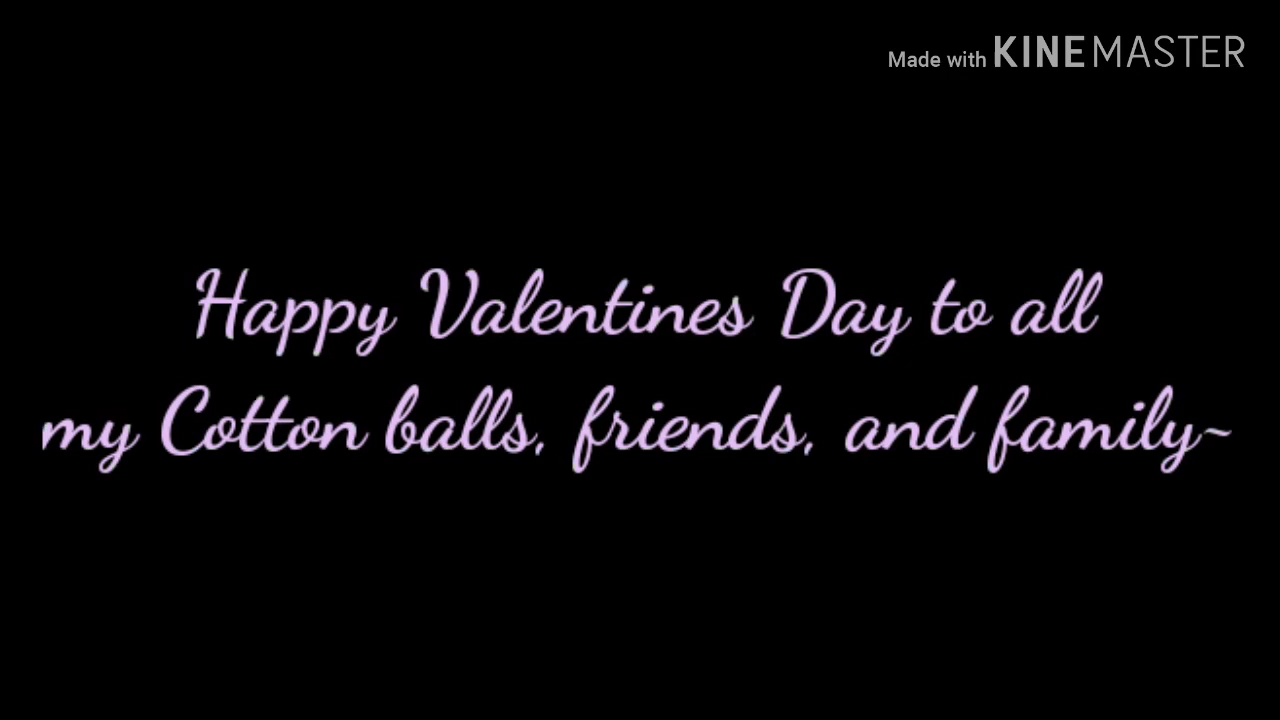 Made with KINEMASTER
Happy Valentines Day to all
my Cotton balls, friends, and family~